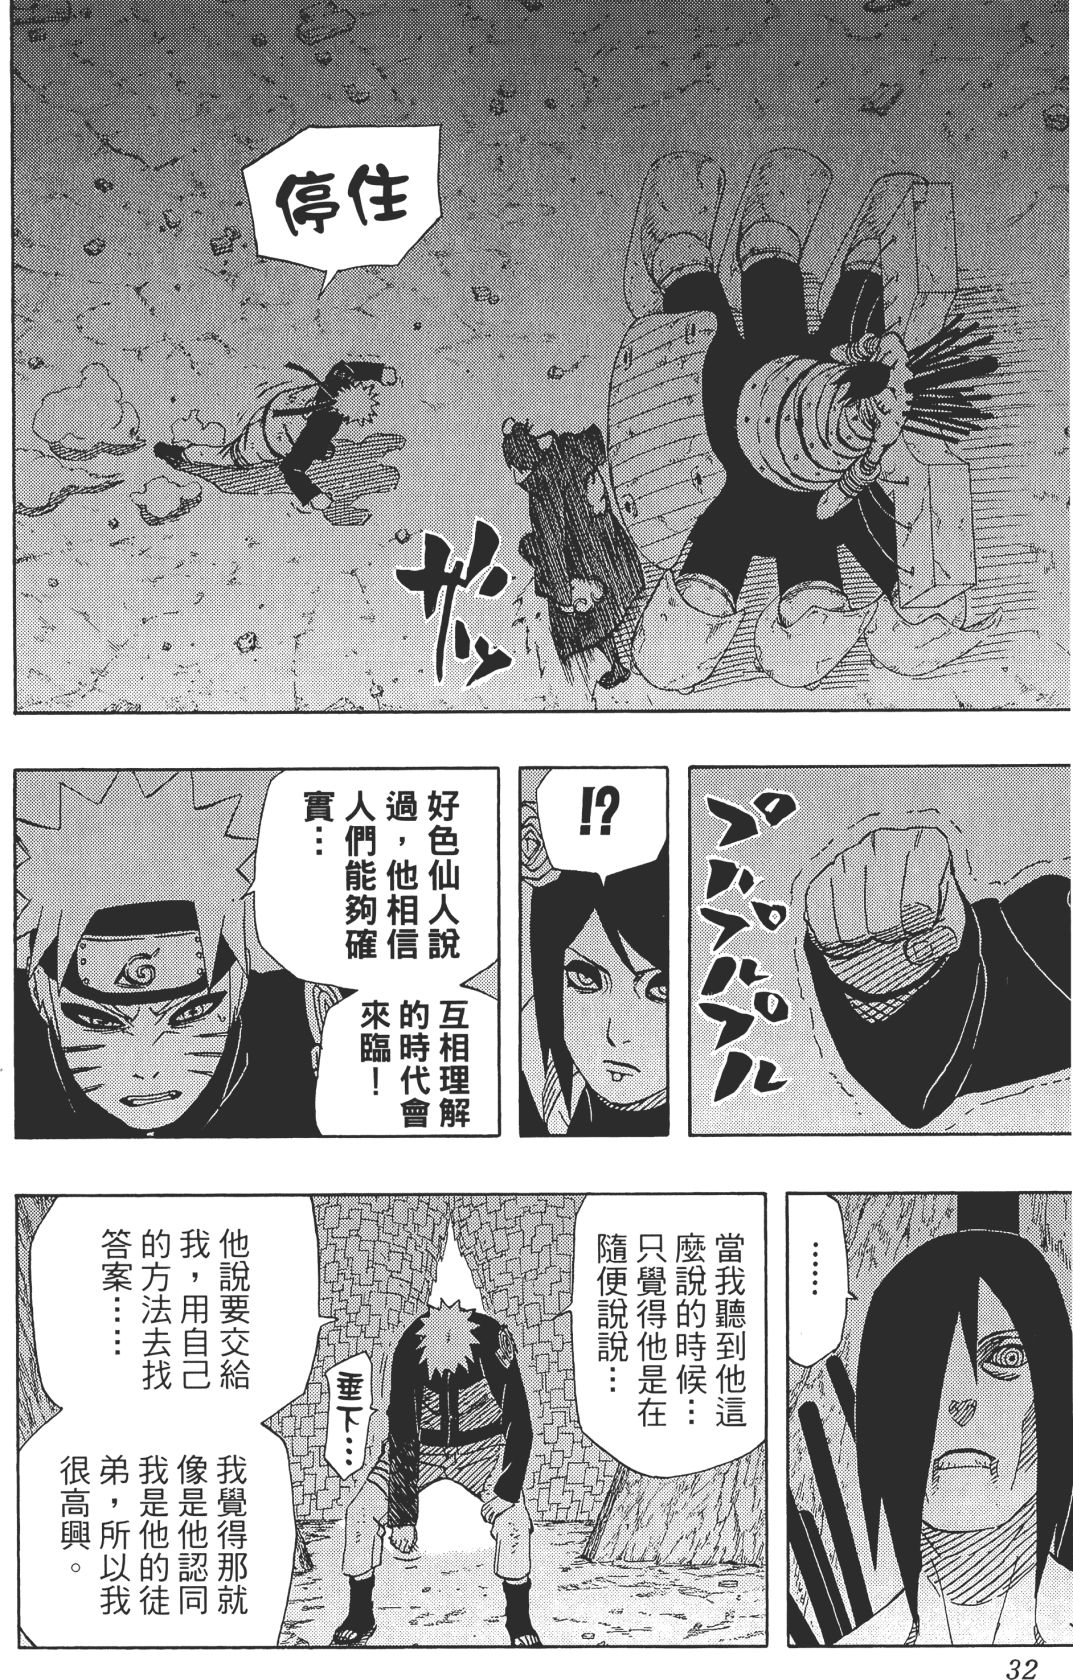 停住
ザッ
プルプルプル
!?
好色仙人說
過，他相信
人們能夠確
實…
互相理解
的時代會
來臨！
……
當我聽到他這
麼說的時候…
只覺得他是在
隨便說說…
垂下…
他說要交給
我，用自己
的方法去找
答案……
我覺得那就
像是他認同
我是他的徒
弟，所以我
很高興。
32